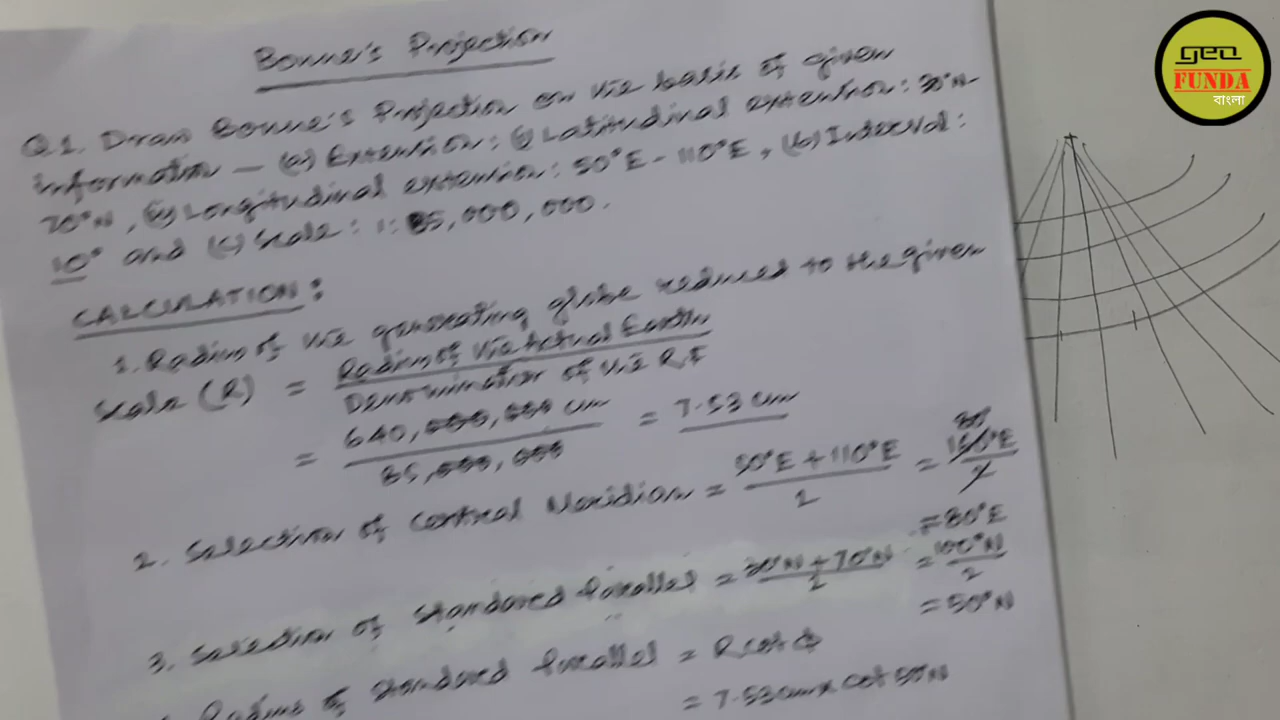 Bonne's Projection
Q.1. Draw Bonne's Projection on the basis of given
information — (a) Extention: (i) Latitudinal extention: 30°N-
70°N, (ii) Longitudinal extention: 50°E - 110°E, (b) Interval:
10° and (c) Scale: 1: 85,000,000.
CALCULATION:
1. Radius of the generating globe reduced to the given
Scale (R) = Radius of the Actual Earth
Denominator of the R.F
= 640,000,000 cm = 7.53 cm
85,000,000
2. Selection of Central Meridian = 50°E + 110°E = 160°E
2 2
80
= 80°E
3. Selection of Standard Parallel = 30°N + 70°N = 100°N
2 2
= 50°N
Radius of Standard Parallel = R cot ϕ
= 7.53 cm x cot 50°N
geo
FUNDA
বাংলা